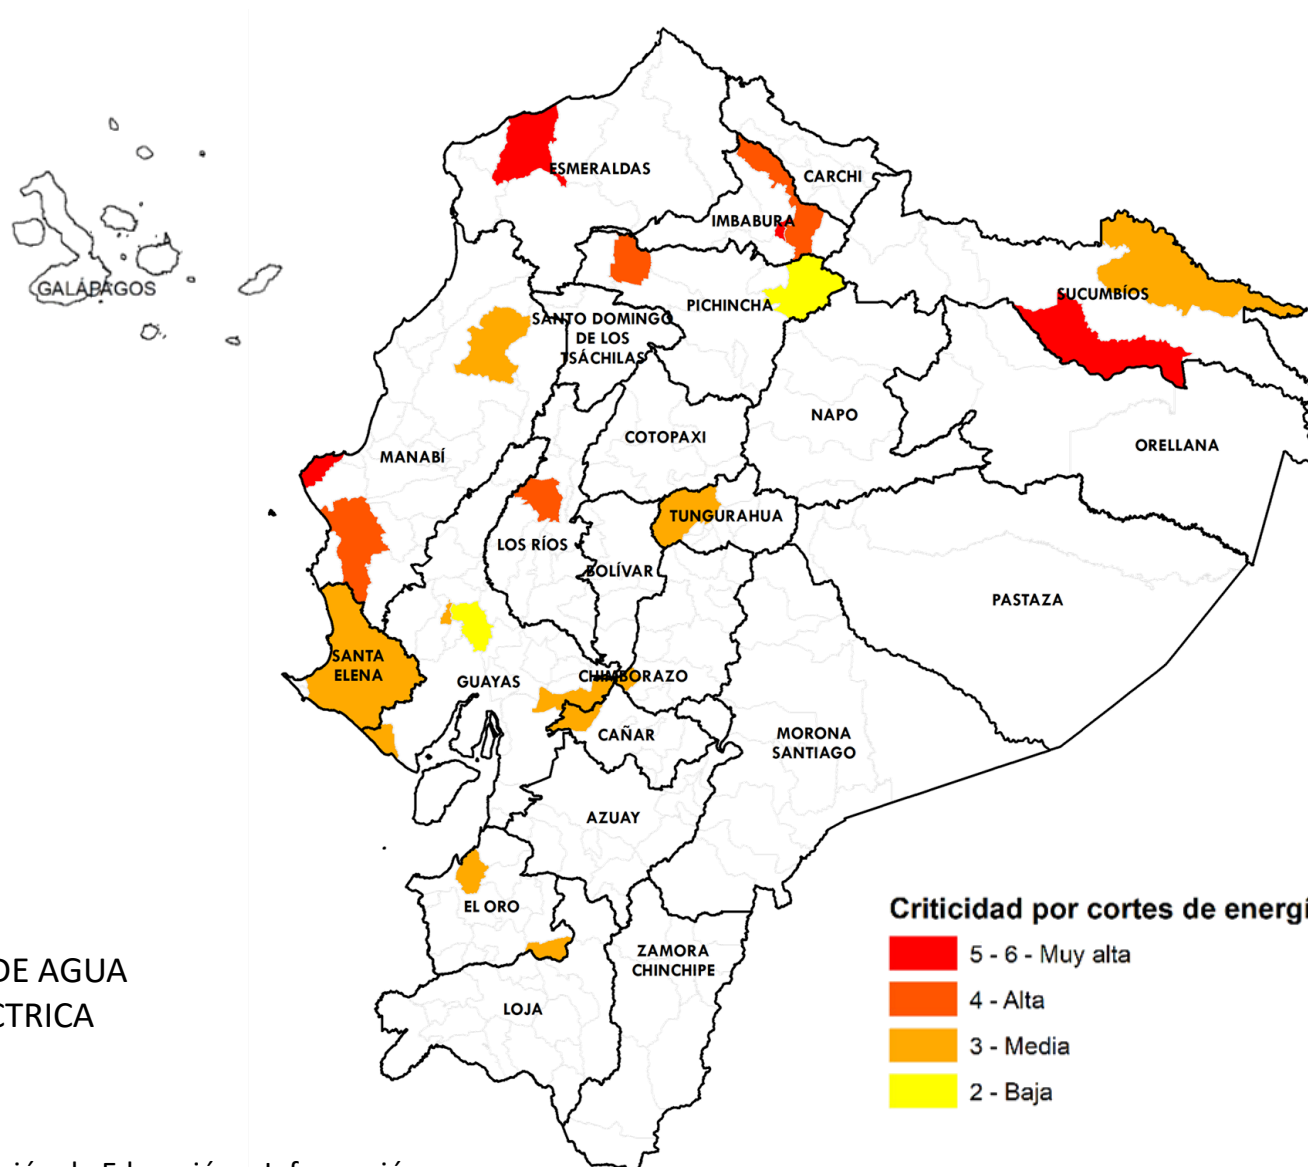 ESMERALDAS
CARCHI
IMBABURA
GALÁPAGOS
SUCUMBÍOS
PICHINCHA
SANTO DOMINGO
DE LOS
TSÁCHILAS
NAPO
COTOPAXI
ORELLANA
MANABÍ
TUNGURAHUA
LOS RÍOS
BOLÍVAR
PASTAZA
SANTA
ELENA
GUAYAS
CHIMBORAZO
CAÑAR
MORONA
SANTIAGO
AZUAY
EL ORO
ZAMORA
CHINCHIPE
LOJA
Criticidad por cortes de energí
5 - 6 - Muy alta
4 - Alta
3 - Media
2 - Baja
DE AGUA
CTRICA